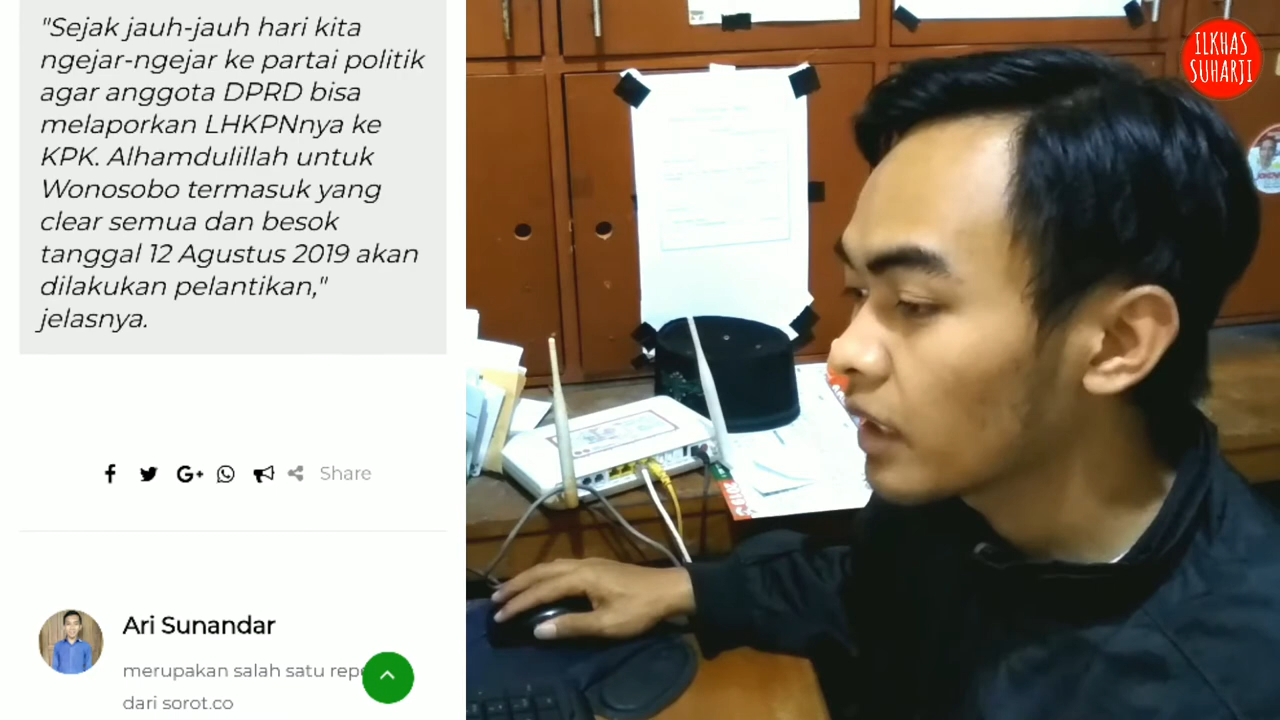 "Sejak jauh-jauh hari kita
ngejar-ngejar ke partai politik
agar anggota DPRD bisa
melaporkan LHKPNnya ke
KPK. Alhamdulillah untuk
Wonosobo termasuk yang
clear semua dan besok
tanggal 12 Agustus 2019 akan
dilakukan pelantikan,"
jelasnya.
Share
Ari Sunandar
merupakan salah satu
dari sorot.co
ILKHAS
SUHARJI
2019